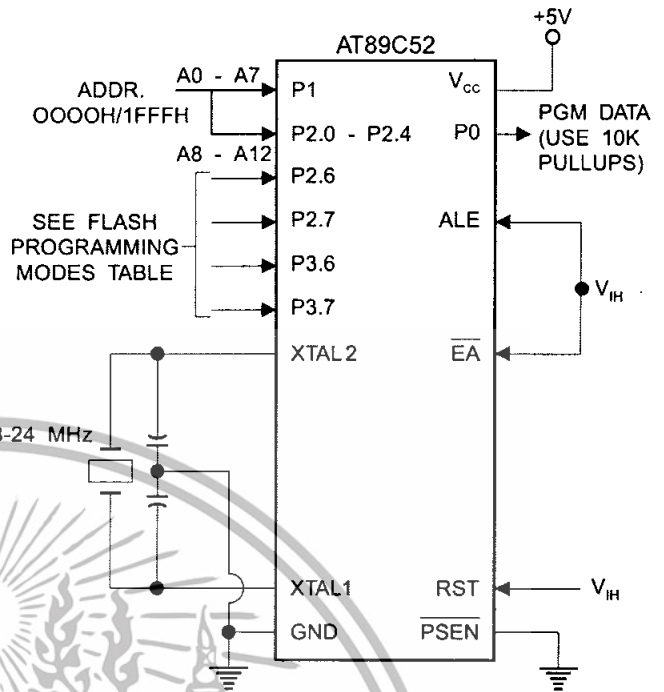 +5V
AT89C52
ADDR.
OOOOH/1FFFH
A0 - A7
P1
VCC
P2.0 - P2.4
P0
PGM DATA
(USE 10K
PULLUPS)
A8 - A12
P2.6
P2.7
ALE
SEE FLASH
PROGRAMMING
MODES TABLE
P3.6
P3.7
VIH
XTAL2
EA
-24 MHz
XTAL1
RST
VIH
GND
PSEN